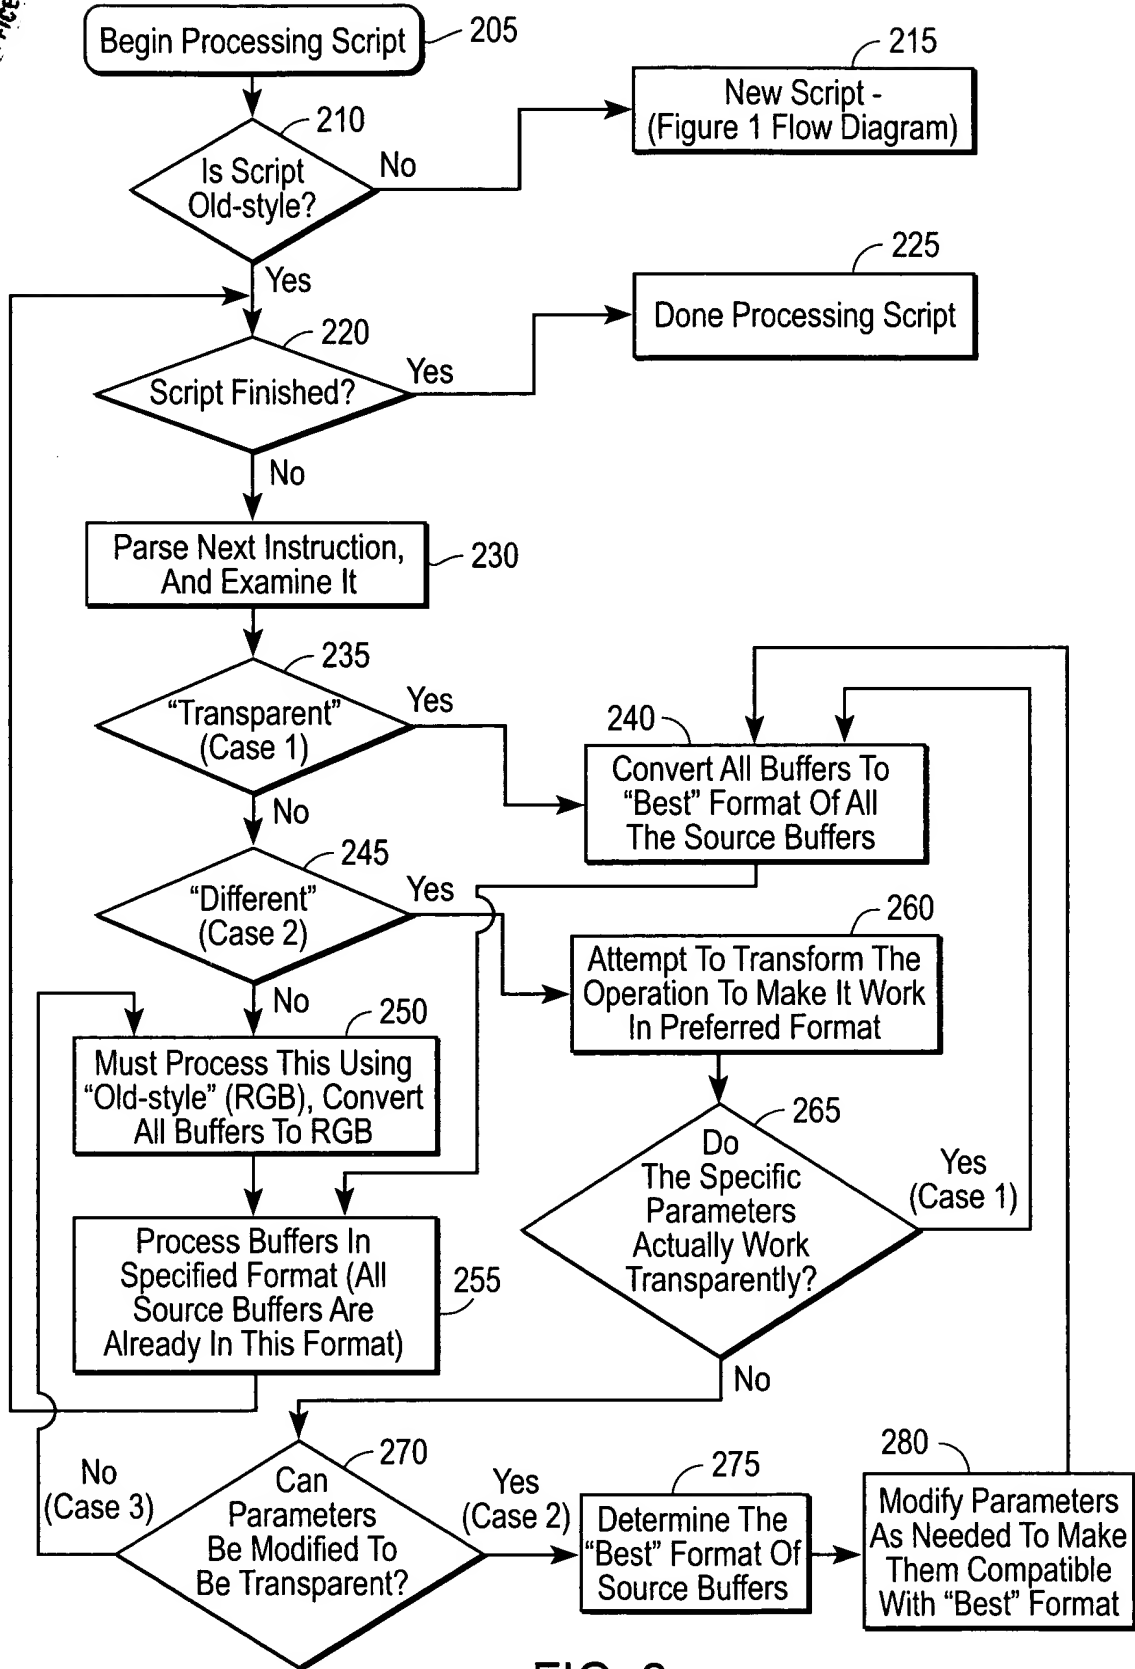 Begin Processing Script
205
215
New Script -
(Figure 1 Flow Diagram)
210
Is Script
Old-style?
No
Yes
225
Done Processing Script
220
Script Finished?
Yes
No
Parse Next Instruction,
And Examine It
230
235
"Transparent"
(Case 1)
Yes
No
240
Convert All Buffers To
"Best" Format Of All
The Source Buffers
245
"Different"
(Case 2)
Yes
No
260
Attempt To Transform The
Operation To Make It Work
In Preferred Format
250
Must Process This Using
"Old-style" (RGB), Convert
All Buffers To RGB
265
Do
The Specific
Parameters
Actually Work
Transparently?
Yes
(Case 1)
No
Process Buffers In
Specified Format (All
Source Buffers Are
Already In This Format)
255
270
Can
Parameters
Be Modified To
Be Transparent?
No
(Case 3)
Yes
(Case 2)
275
Determine The
"Best" Format Of
Source Buffers
280
Modify Parameters
As Needed To Make
Them Compatible
With "Best" Format